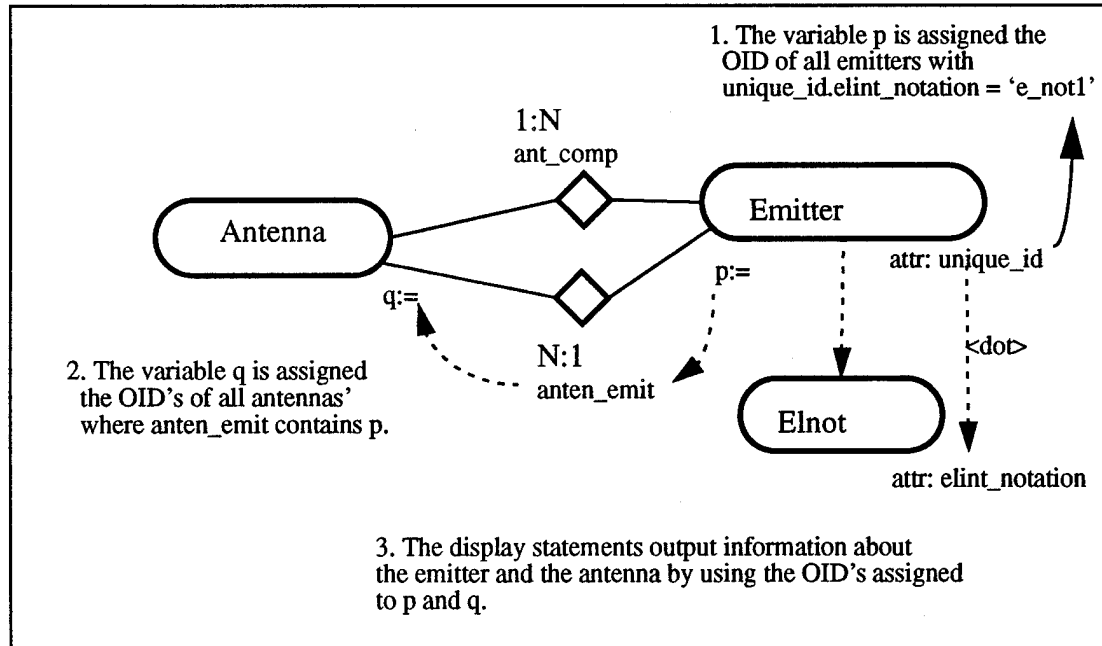 1. The variable p is assigned the
OID of all emitters with
unique_id.elint_notation = ‘e_not1’
1:N
ant_comp
Antenna
Emitter
attr: unique_id
q:=
p:=
<dot>
N:1
anten_emit
2. The variable q is assigned
the OID's of all antennas’
where anten_emit contains p.
Elnot
attr: elint_notation
3. The display statements output information about
the emitter and the antenna by using the OID's assigned
to p and q.